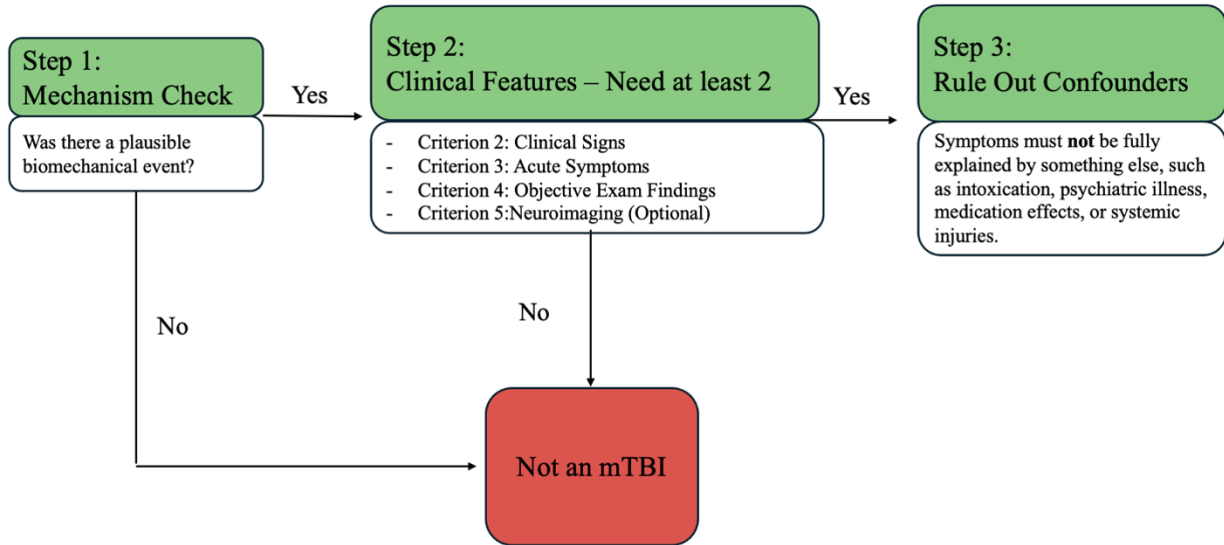 Step 1:
Mechanism Check
Was there a plausible
biomechanical event?
Yes
Step 2:
Clinical Features – Need at least 2
- Criterion 2: Clinical Signs
- Criterion 3: Acute Symptoms
- Criterion 4: Objective Exam Findings
- Criterion 5:Neuroimaging (Optional)
Yes
Step 3:
Rule Out Confounders
Symptoms must not be fully
explained by something else, such
as intoxication, psychiatric illness,
medication effects, or systemic
injuries.
No
No
Not an mTBI